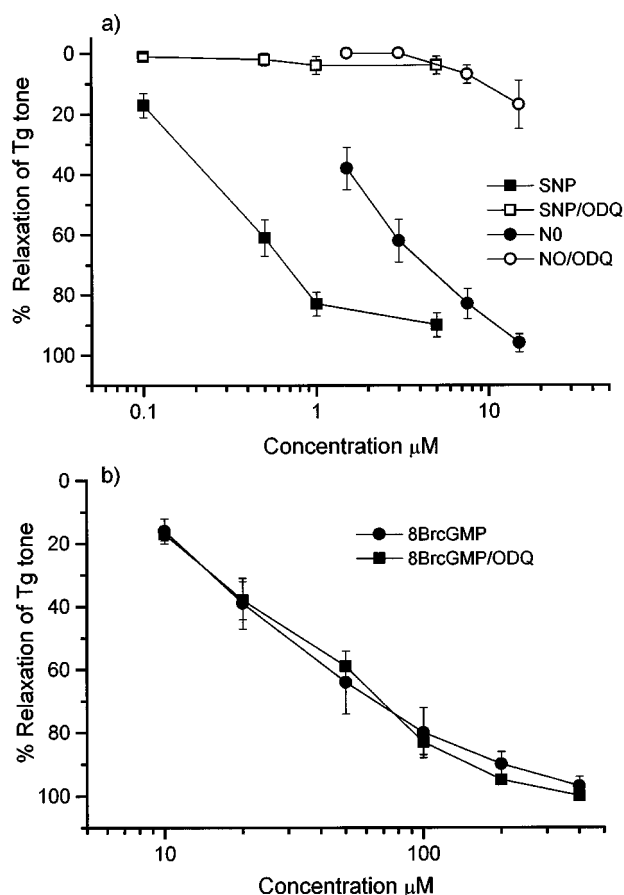 a)
0
20
40
60
80
100
% Relaxation of Tg tone
SNP
SNP/ODQ
N0
NO/ODQ
0.1
1
10
Concentration μM
b)
0
20
40
60
80
100
% Relaxation of Tg tone
8BrcGMP
8BrcGMP/ODQ
10
100
Concentration μM